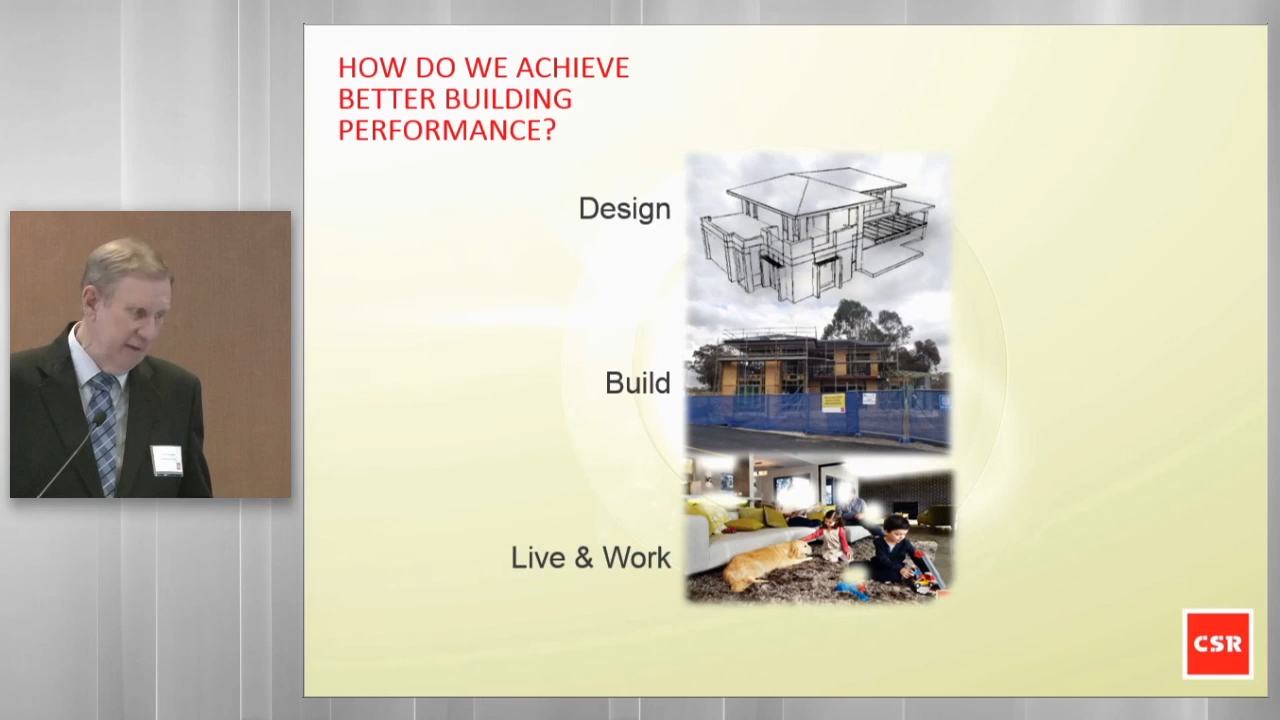 HOW DO WE ACHIEVE
BETTER BUILDING
PERFORMANCE?
Design
Build
Live & Work
CSR